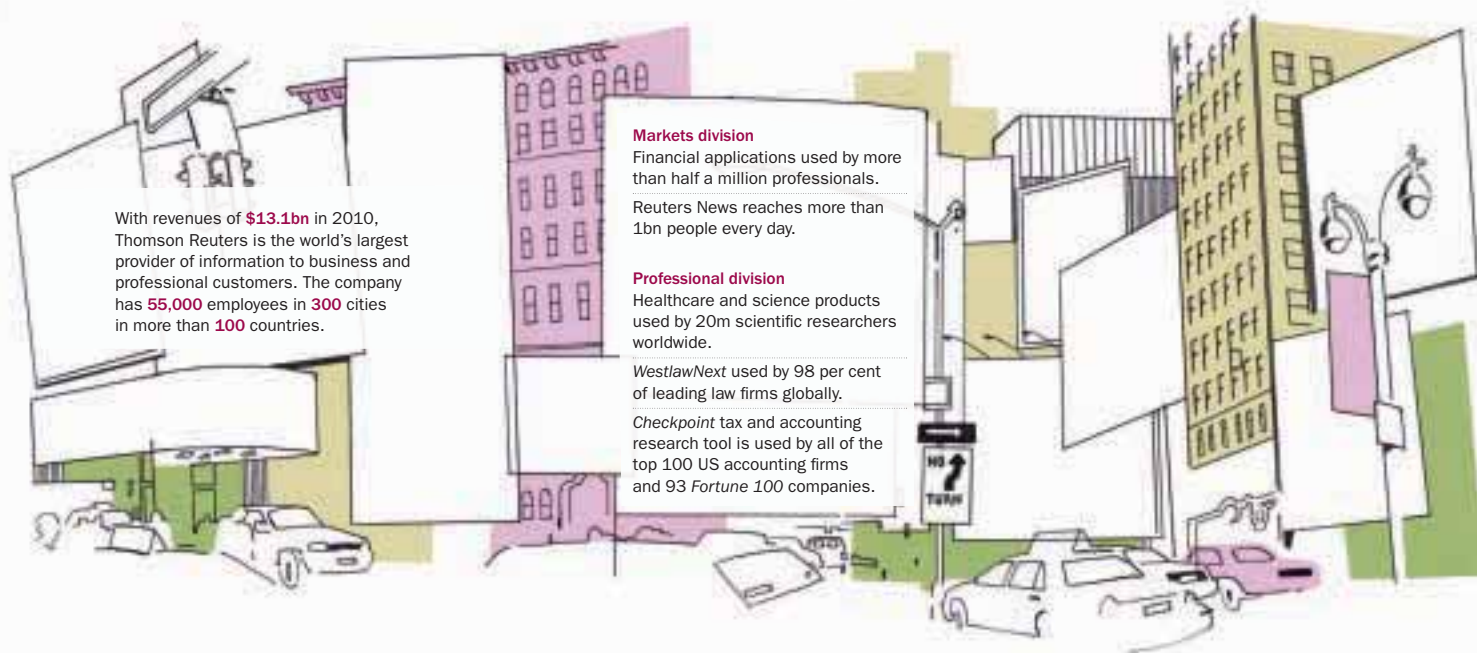 With revenues of $13.1bn in 2010,
Thomson Reuters is the world's largest
provider of information to business and
professional customers. The company
has 55,000 employees in 300 cities
in more than 100 countries.
Markets division
Financial applications used by more
than half a million professionals.
Reuters News reaches more than
1bn people every day.
Professional division
Healthcare and science products
used by 20m scientific researchers
worldwide.
WestlawNext used by 98 per cent
of leading law firms globally.
Checkpoint tax and accounting
research tool is used by all of the
top 100 US accounting firms
and 93 Fortune 100 companies.
NO
TURN